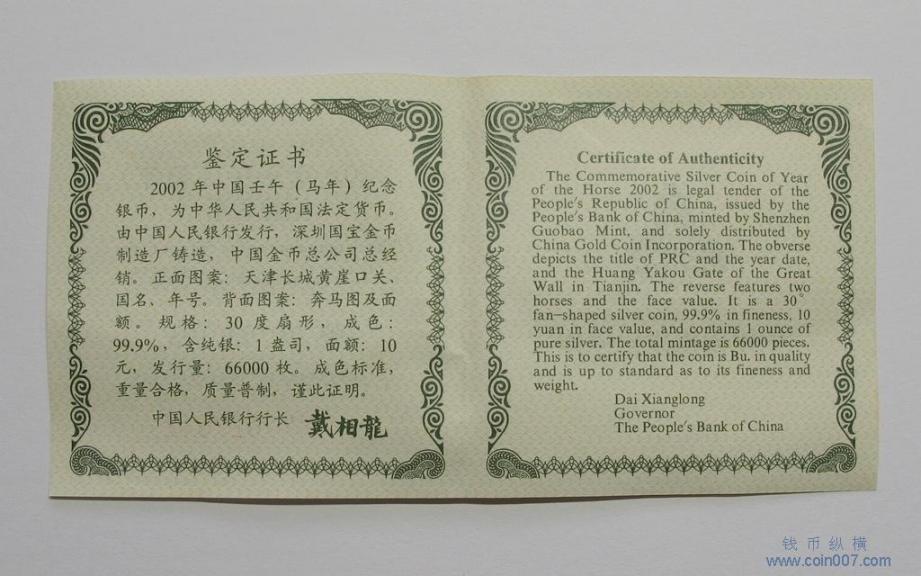 鉴定证书
2002 年中国壬午 (马年) 纪念
银币，为中华人民共和国法定货币。
由中国人民银行发行，深圳国宝金币
制造厂铸造，中国金币总公司总经
销。正面图案：天津长城黄崖口关、
国名、年号。背面图案：奔马图及面
额。规格：30 度扇形，成色：
99.9%，含纯银：1 盎司，面额：10
元，发行量：66000 枚。成色标准，
重量合格，质量普制，谨此证明。
中国人民银行行长 戴相龍
Certificate of Authenticity
The Commemorative Silver Coin of Year
of the Horse 2002 is legal tender of the
People's Republic of China, issued by the
People's Bank of China, minted by Shenzhen
Guobao Mint, and solely distributed by
China Gold Coin Incorporation. The obverse
depicts the title of PRC and the year date,
and the Huang Yakou Gate of the Great
Wall in Tianjin. The reverse features two
horses and the face value. It is a 30°
fan-shaped silver coin, 99.9% in fineness, 10
yuan in face value, and contains 1 ounce of
pure silver. The total mintage is 66000 pieces.
This is to certify that the coin is Bu. in quality
and is up to standard as to its fineness and
weight.
Dai Xianglong
Governor
The People's Bank of China
钱币纵横
www.coin007.com